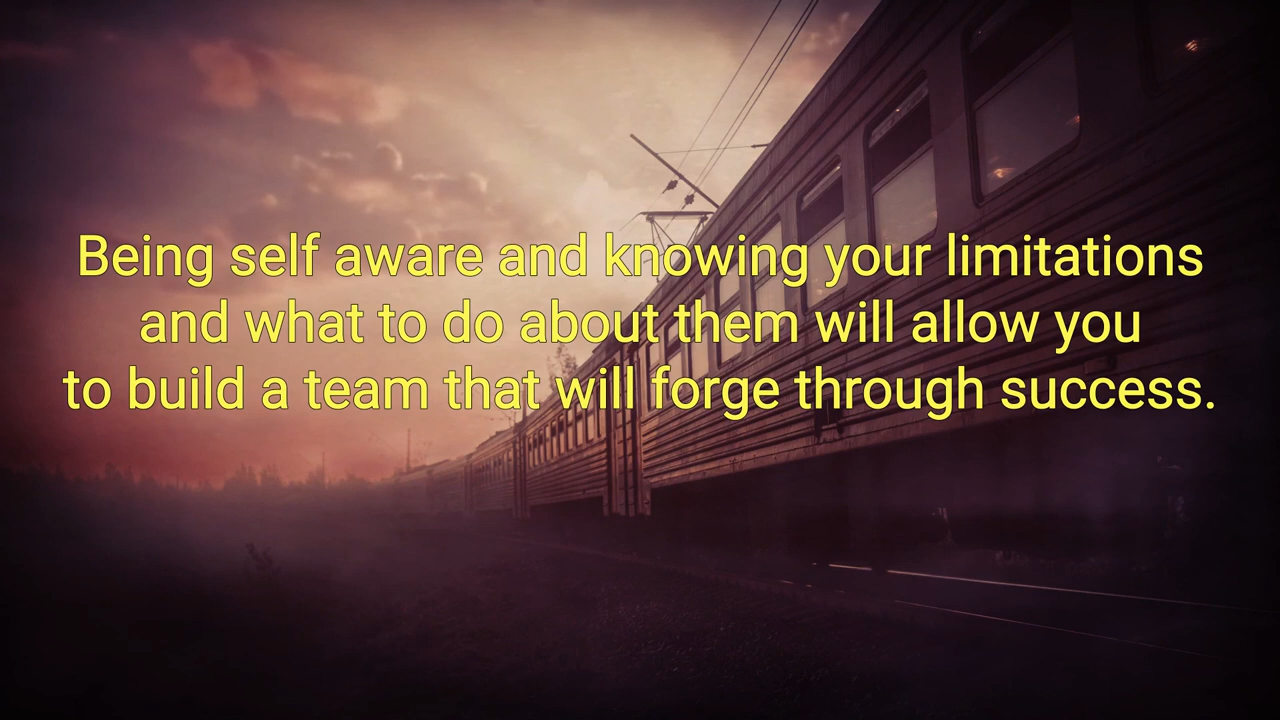 Being self aware and knowing your limitations
and what to do about them will allow you
to build a team that will forge through success.